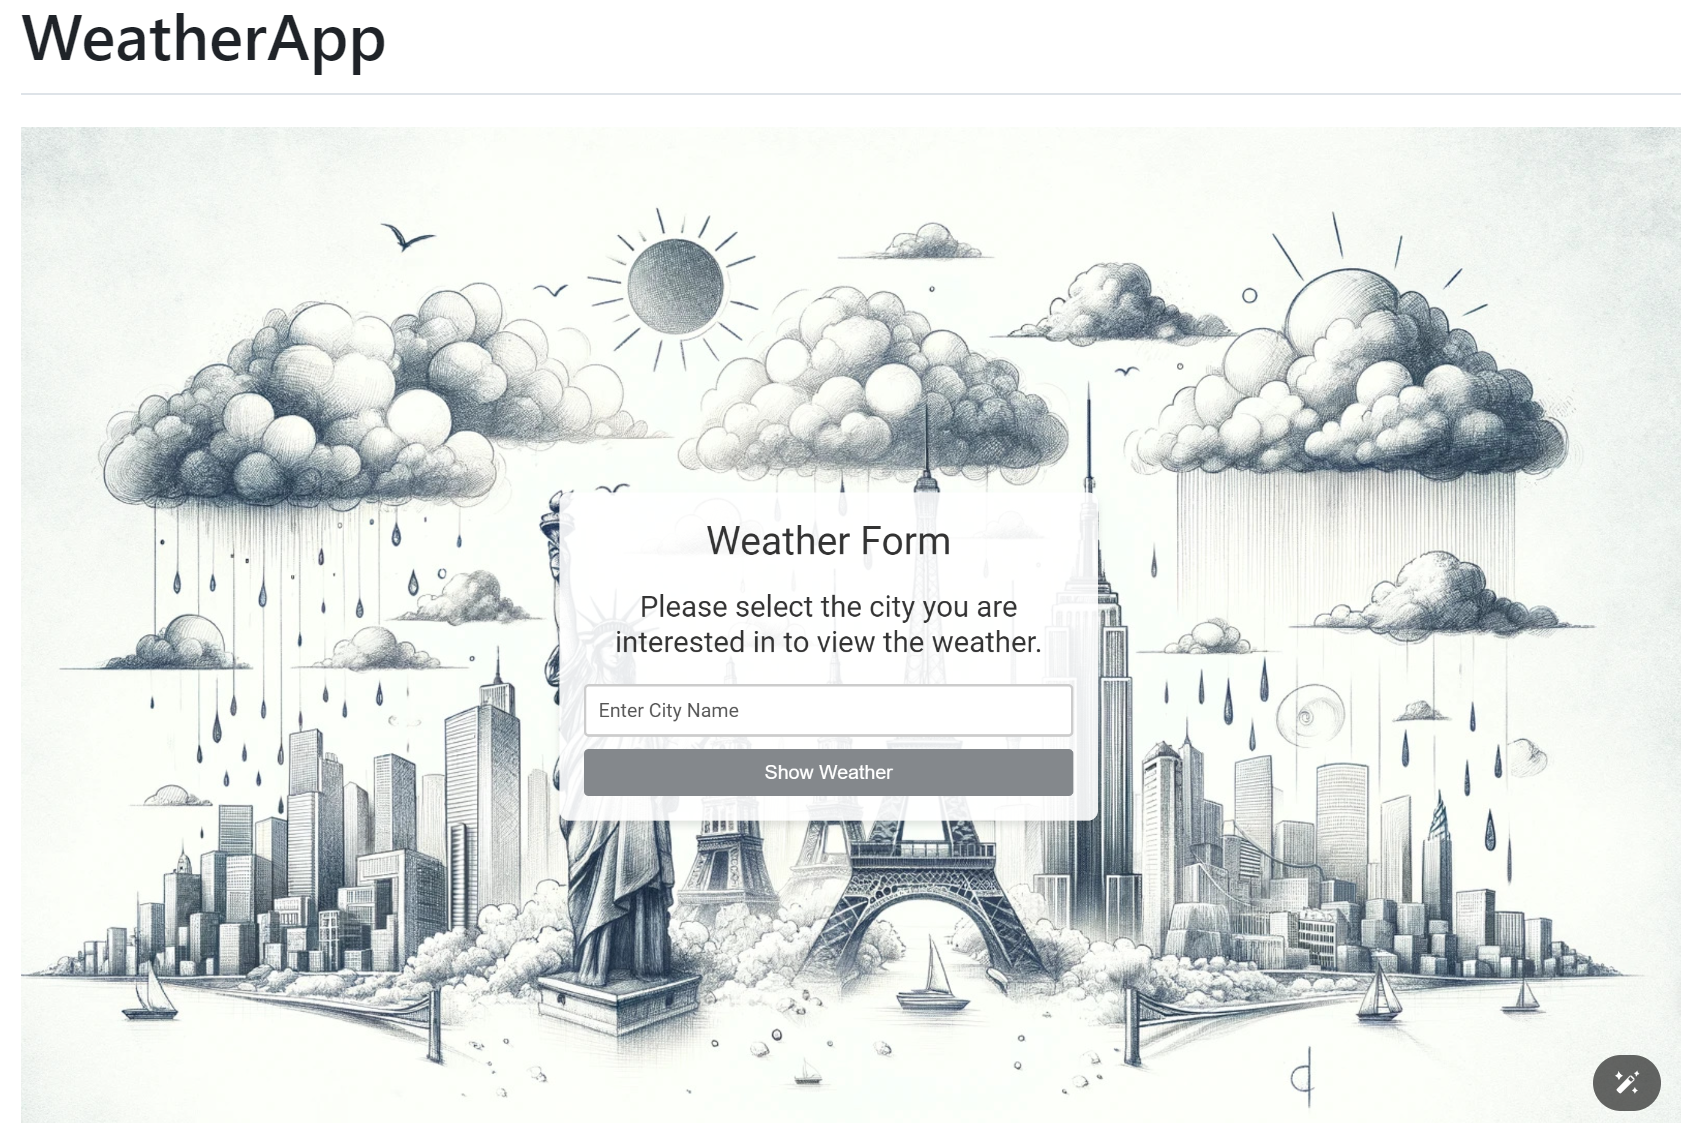 WeatherApp
Weather Form
Please select the city you are
interested in to view the weather.
Enter City Name
Show Weather